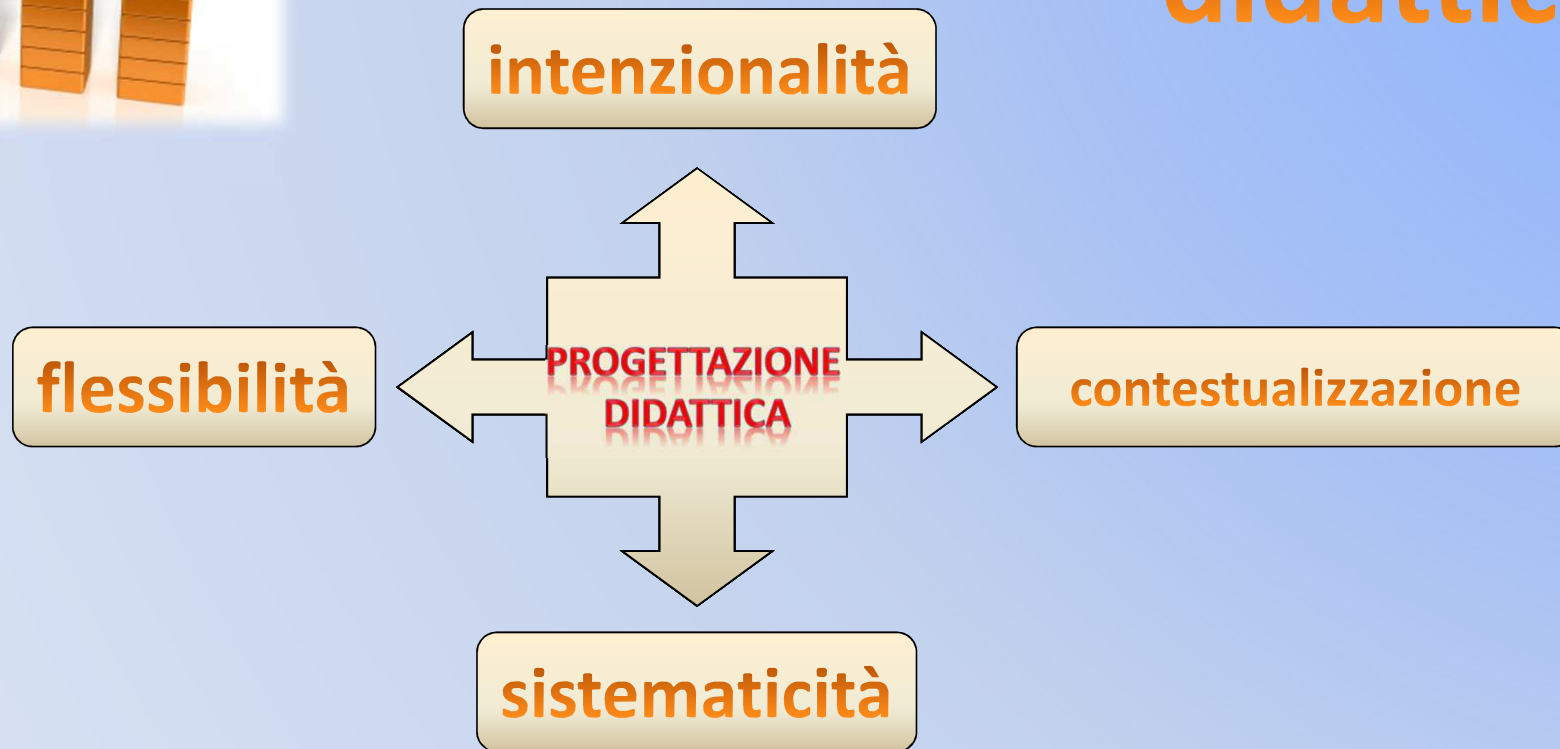 intenzionalità
flessibilità
PROGETTAZIONE
DIDATTICA
contestualizzazione
sistematicità